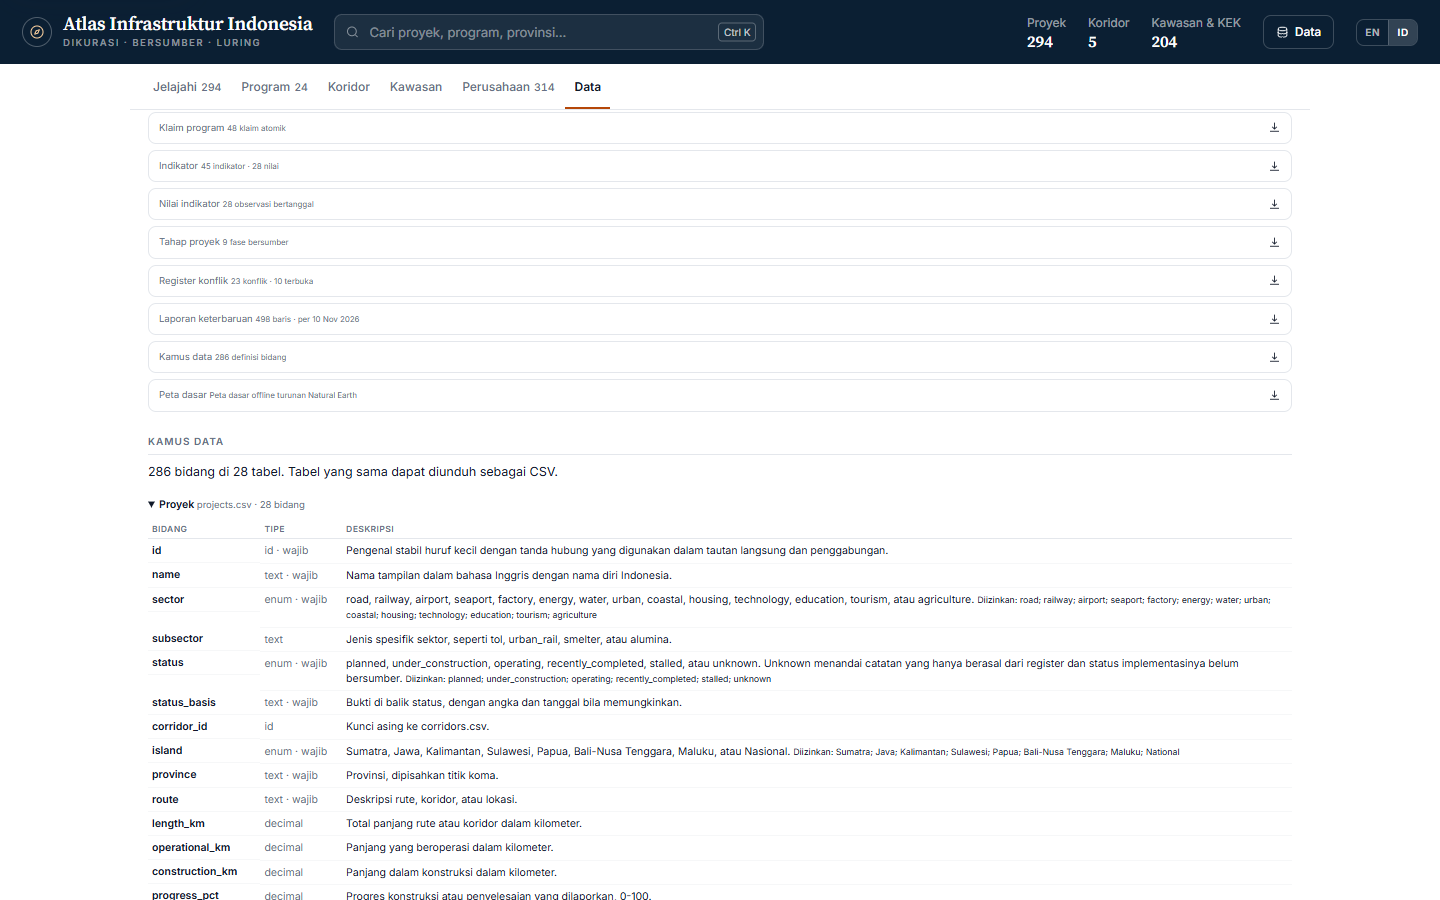 Atlas Infrastruktur Indonesia
DIKURASI · BERSUMBER · LURING
Cari proyek, program, provinsi...
Ctrl K
Proyek
294
Koridor
5
Kawasan & KEK
204
Data
EN
ID
Jelajahi 294
Program 24
Koridor
Kawasan
Perusahaan 314
Data
Klaim program 48 klaim atomik
Indikator 45 indikator · 28 nilai
Nilai indikator 28 observasi bertanggal
Tahap proyek 9 fase bersumber
Register konflik 23 konflik · 10 terbuka
Laporan keterbaruan 498 baris · per 10 Nov 2026
Kamus data 286 definisi bidang
Peta dasar Peta dasar offline turunan Natural Earth
KAMUS DATA
286 bidang di 28 tabel. Tabel yang sama dapat diunduh sebagai CSV.
▼ Proyek projects.csv · 28 bidang
BIDANG TIPE DESKRIPSI
id id · wajib Pengenal stabil huruf kecil dengan tanda hubung yang digunakan dalam tautan langsung dan penggabungan.
name text · wajib Nama tampilan dalam bahasa Inggris dengan nama diri Indonesia.
sector enum · wajib road, railway, airport, seaport, factory, energy, water, urban, coastal, housing, technology, education, tourism, atau agriculture. Diizinkan: road; railway; airport; seaport; factory; energy; water; urban;
coastal; housing; technology; education; tourism; agriculture
subsector text Jenis spesifik sektor, seperti tol, urban_rail, smelter, atau alumina.
status enum · wajib planned, under_construction, operating, recently_completed, stalled, atau unknown. Unknown menandai catatan yang hanya berasal dari register dan status implementasinya belum
bersumber. Diizinkan: planned; under_construction; operating; recently_completed; stalled; unknown
status_basis text · wajib Bukti di balik status, dengan angka dan tanggal bila memungkinkan.
corridor_id id Kunci asing ke corridors.csv.
island enum · wajib Sumatra, Jawa, Kalimantan, Sulawesi, Papua, Bali-Nusa Tenggara, Maluku, atau Nasional. Diizinkan: Sumatra; Java; Kalimantan; Sulawesi; Papua; Bali-Nusa Tenggara; Maluku; National
province text · wajib Provinsi, dipisahkan titik koma.
route text · wajib Deskripsi rute, koridor, atau lokasi.
length_km decimal Total panjang rute atau koridor dalam kilometer.
operational_km decimal Panjang yang beroperasi dalam kilometer.
construction_km decimal Panjang dalam konstruksi dalam kilometer.
progress_pct decimal Progres konstruksi atau penyelesaian yang dilaporkan, 0-100.